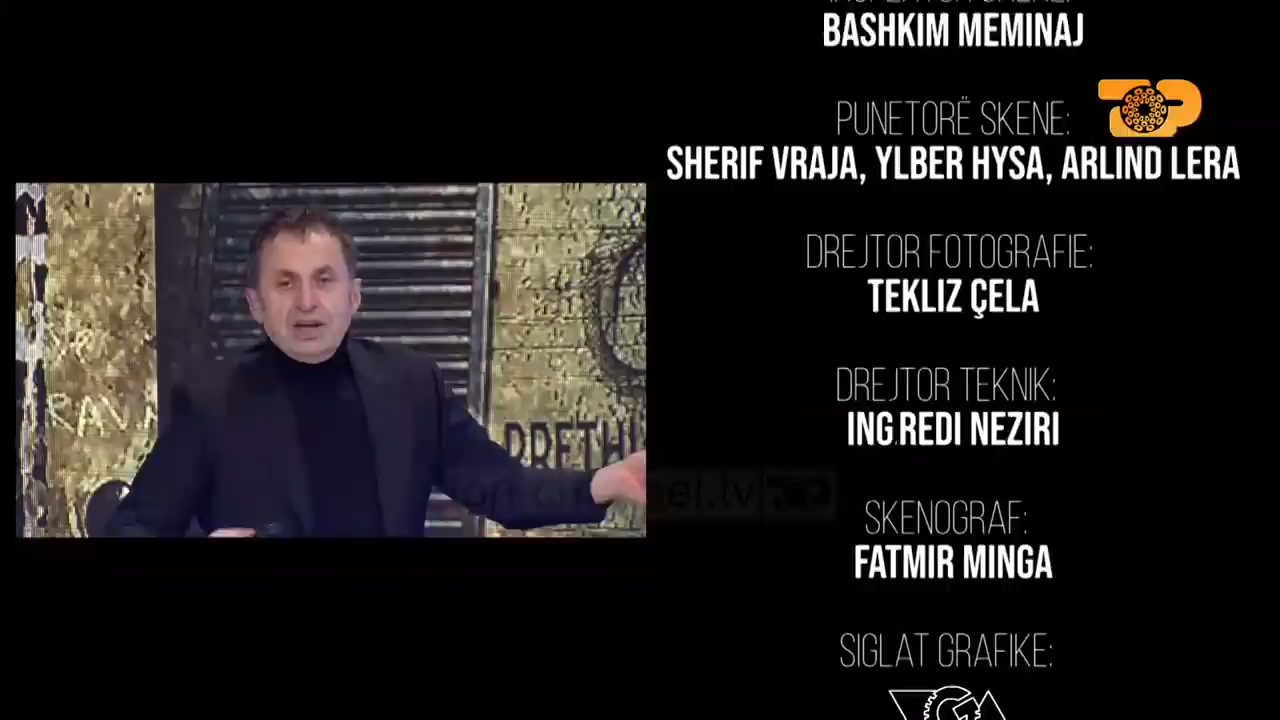 BASHKIM MEMINAJ
PUNETORË SKENE:
SHERIF VRAJA, YLBER HYSA, ARLIND LERA
DREJTOR FOTOGRAFIE:
TEKLIZ ÇELA
DREJTOR TEKNIK:
ING.REDI NEZIRI
SKENOGRAF:
FATMIR MINGA
SIGLAT GRAFIKE: